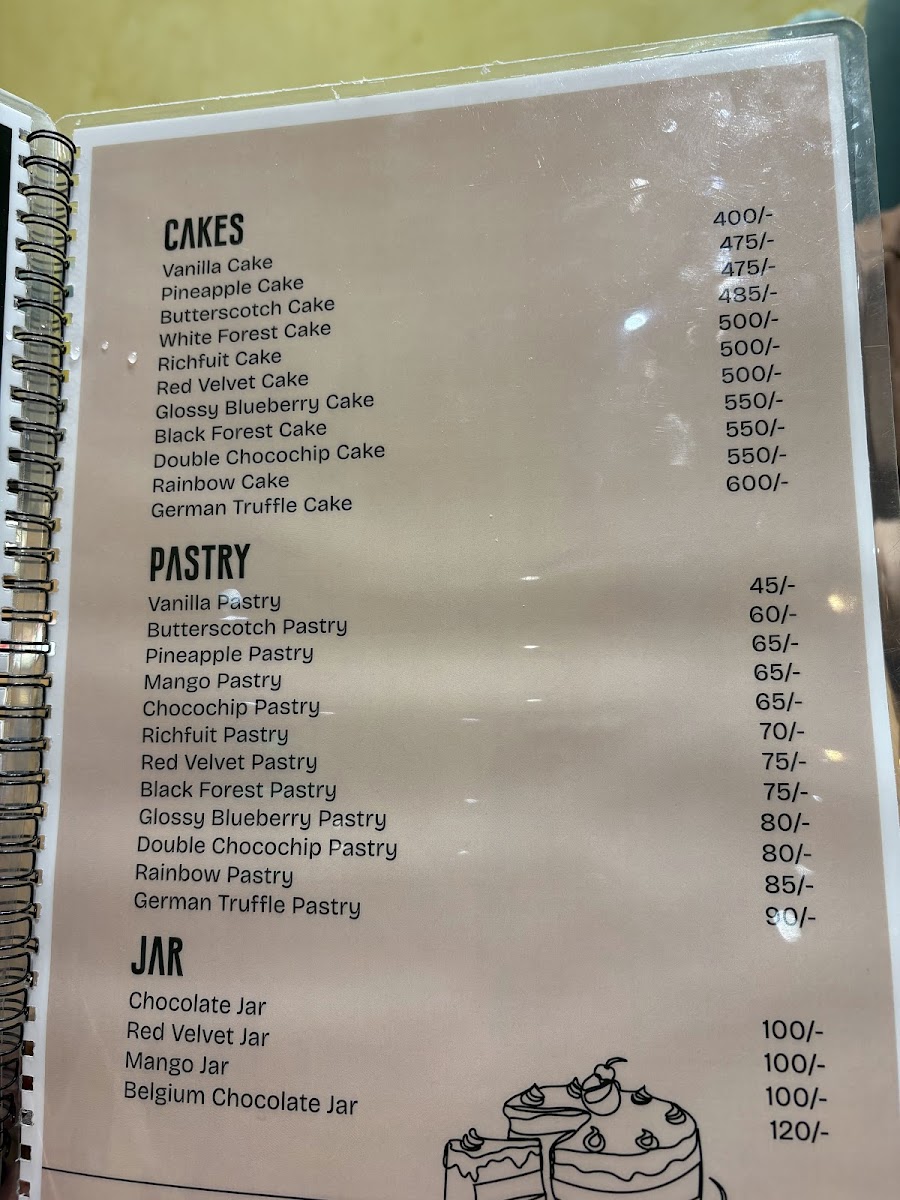 CAKES
Vanilla Cake 400/-
Pineapple Cake 475/-
Butterscotch Cake 475/-
White Forest Cake 485/-
Richfuit Cake 500/-
Red Velvet Cake 500/-
Glossy Blueberry Cake 500/-
Black Forest Cake 550/-
Double Chocochip Cake 550/-
Rainbow Cake 550/-
German Truffle Cake 600/-
PASTRY
Vanilla Pastry 45/-
Butterscotch Pastry 60/-
Pineapple Pastry 65/-
Mango Pastry 65/-
Chocochip Pastry 65/-
Richfuit Pastry 70/-
Red Velvet Pastry 75/-
Black Forest Pastry 75/-
Glossy Blueberry Pastry 80/-
Double Chocochip Pastry 80/-
Rainbow Pastry 85/-
German Truffle Pastry 90/-
JAR
Chocolate Jar 100/-
Red Velvet Jar 100/-
Mango Jar 100/-
Belgium Chocolate Jar 120/-